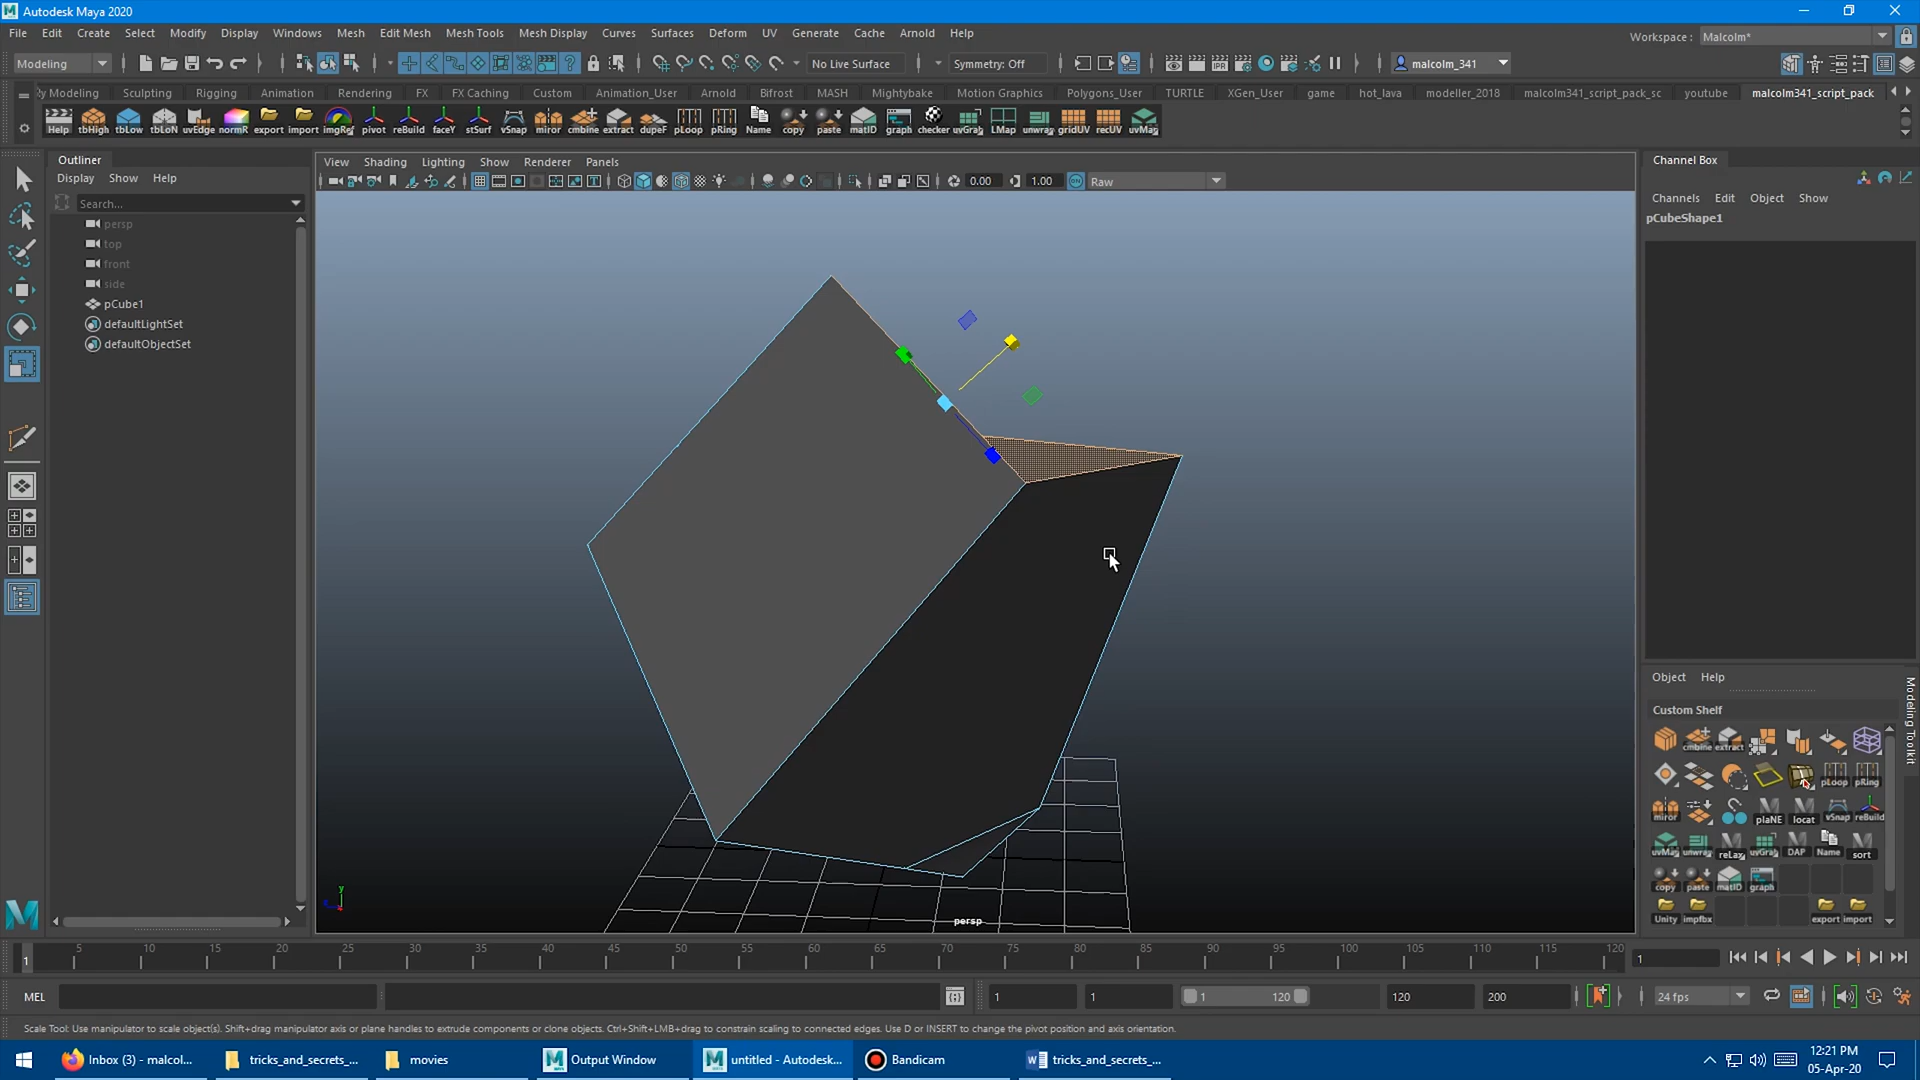 Autodesk Maya 2020
File Edit Create Select Modify Display Windows Mesh Edit Mesh Mesh Tools Mesh Display Curves Surfaces Deform UV Generate Cache Arnold Help
Workspace : Malcolm*
Modeling No Live Surface Symmetry: Off malcolm_341
ly Modeling Sculpting Rigging Animation Rendering FX FX Caching Custom Animation_User Arnold Bifrost MASH Mightybake Motion Graphics Polygons_User TURTLE XGen_User game hot_lava modeller_2018 malcolm341_script_pack_sc youtube malcolm341_script_pack
Help tbHigh tbLow tbLoN uvEdge normR export import imgRef pivot reBuild faceY stSurf vSnap miror cmbine extract dupeF pLoop pRing Name copy paste matID graph checker uvGra LMap unwra gridUV recUV uvMa
Outliner
Display Show Help
Search...
persp
top
front
side
pCube1
defaultLightSet
defaultObjectSet
View Shading Lighting Show Renderer Panels
0.00 1.00 Raw
y
persp
Channel Box
Channels Edit Object Show
pCubeShape1
Object Help
Modeling Toolkit
Custom Shelf
cmbine extract
pLoop pRing
miror plaNE locat vSnap reBuild
uvMa unwra reLax uvGra DAP Name sort
copy paste matID graph
Unity impfbx export import
5 10 15 20 25 30 35 40 45 50 55 60 65 70 75 80 85 90 95 100 105 110 115 120
1 1
MEL 1 1 1 120 120 200 24 fps
Scale Tool: Use manipulator to scale object(s). Shift+drag manipulator axis or plane handles to extrude components or clone objects. Ctrl+Shift+LMB+drag to constrain scaling to connected edges. Use D or INSERT to change the pivot position and axis orientation.
Inbox (3) - malcol... tricks_and_secrets_... movies Output Window untitled - Autodesk... Bandicam tricks_and_secrets_...
12:21 PM
05-Apr-20